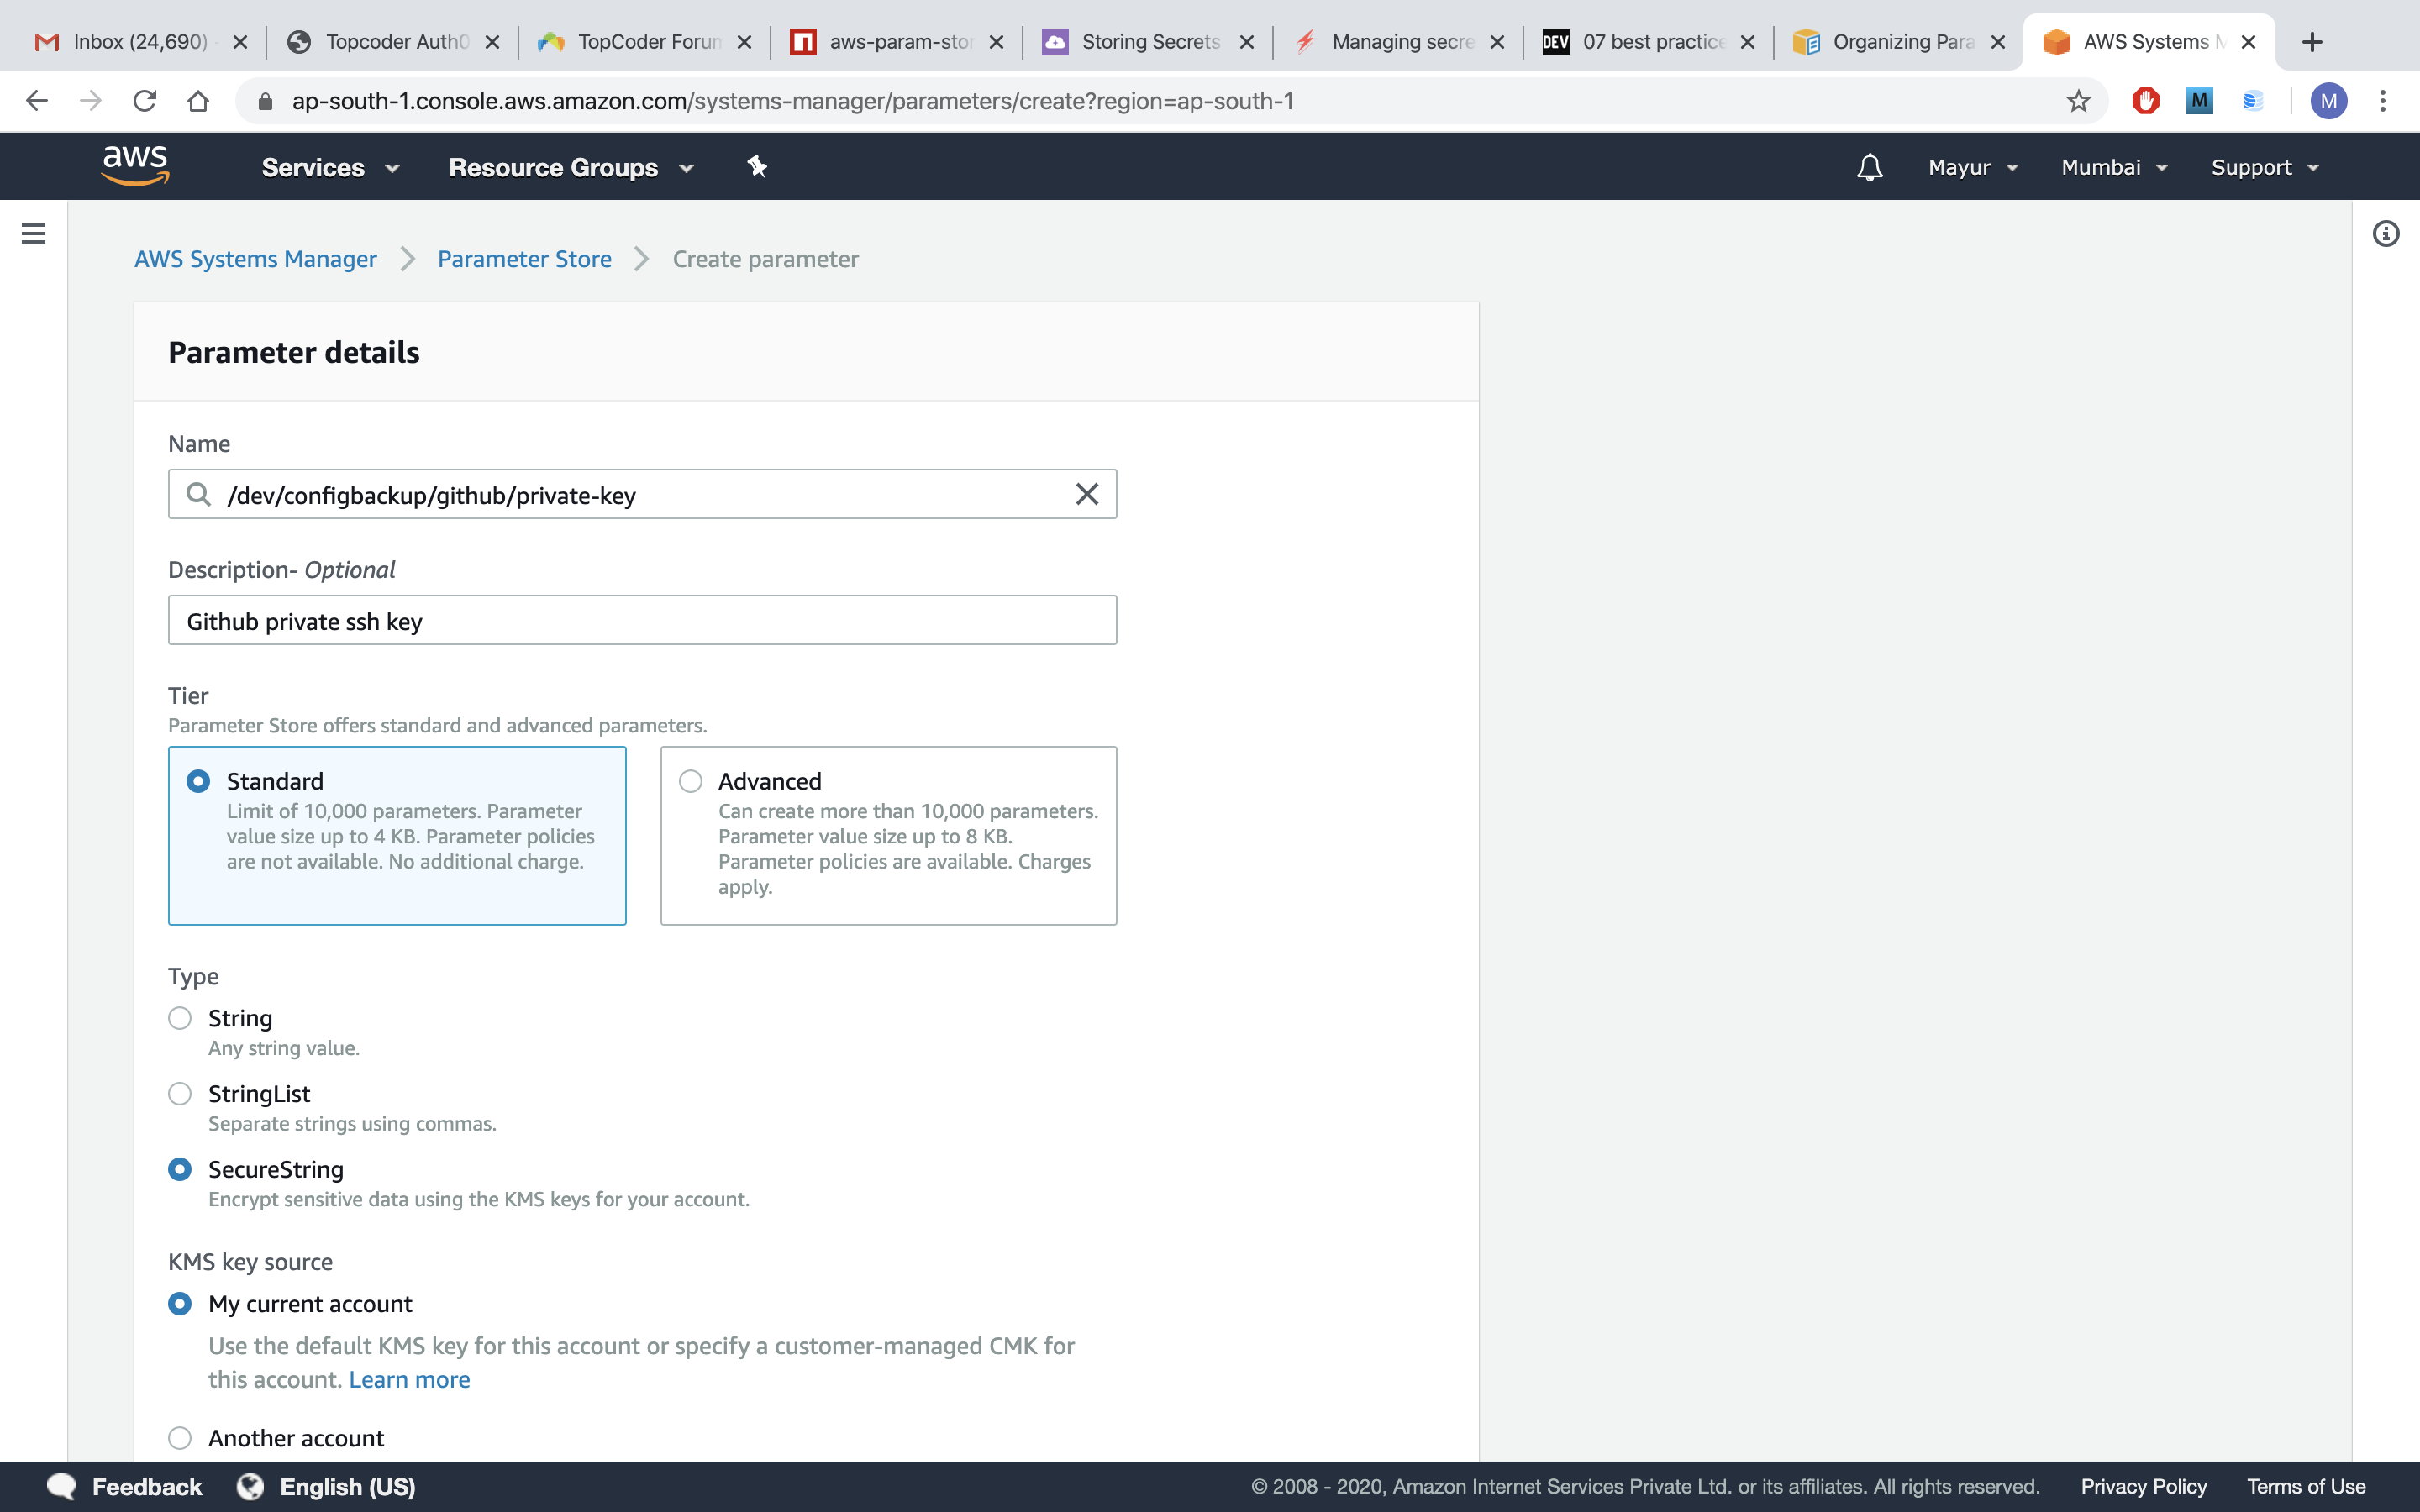 Inbox (24,690)
Topcoder Auth0
TopCoder Forum
aws-param-stor
Storing Secrets
Managing secre
DEV
07 best practice
Organizing Para
AWS Systems M
ap-south-1.console.aws.amazon.com/systems-manager/parameters/create?region=ap-south-1
M
M
aws
Services
Resource Groups
Mayur
Mumbai
Support
AWS Systems Manager
Parameter Store
Create parameter
Parameter details
Name
/dev/configbackup/github/private-key
Description- Optional
Github private ssh key
Tier
Parameter Store offers standard and advanced parameters.
Standard
Limit of 10,000 parameters. Parameter
value size up to 4 KB. Parameter policies
are not available. No additional charge.
Advanced
Can create more than 10,000 parameters.
Parameter value size up to 8 KB.
Parameter policies are available. Charges
apply.
Type
String
Any string value.
StringList
Separate strings using commas.
SecureString
Encrypt sensitive data using the KMS keys for your account.
KMS key source
My current account
Use the default KMS key for this account or specify a customer-managed CMK for
this account. Learn more
Another account
Feedback
English (US)
© 2008 - 2020, Amazon Internet Services Private Ltd. or its affiliates. All rights reserved.
Privacy Policy
Terms of Use